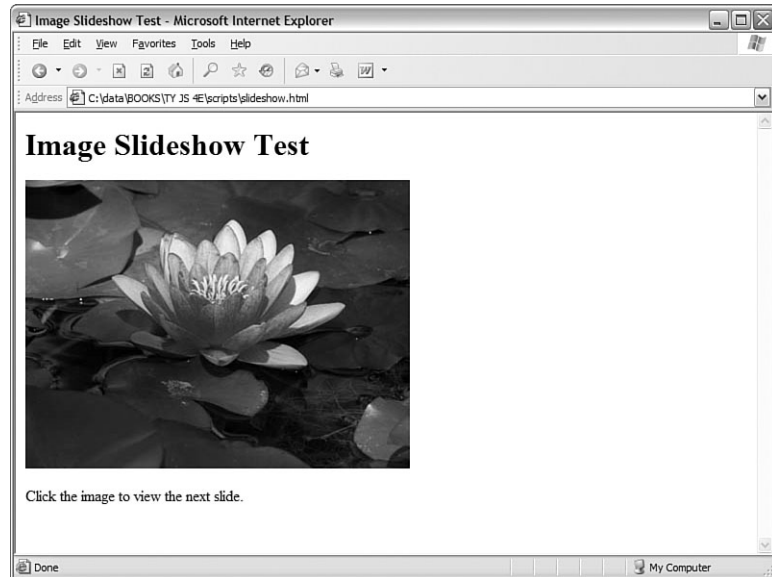 Image Slideshow Test - Microsoft Internet Explorer
File Edit View Favorites Tools Help
Address C:\data\BOOKS\TY JS 4E\scripts\slideshow.html
Image Slideshow Test
Click the image to view the next slide.
Done My Computer